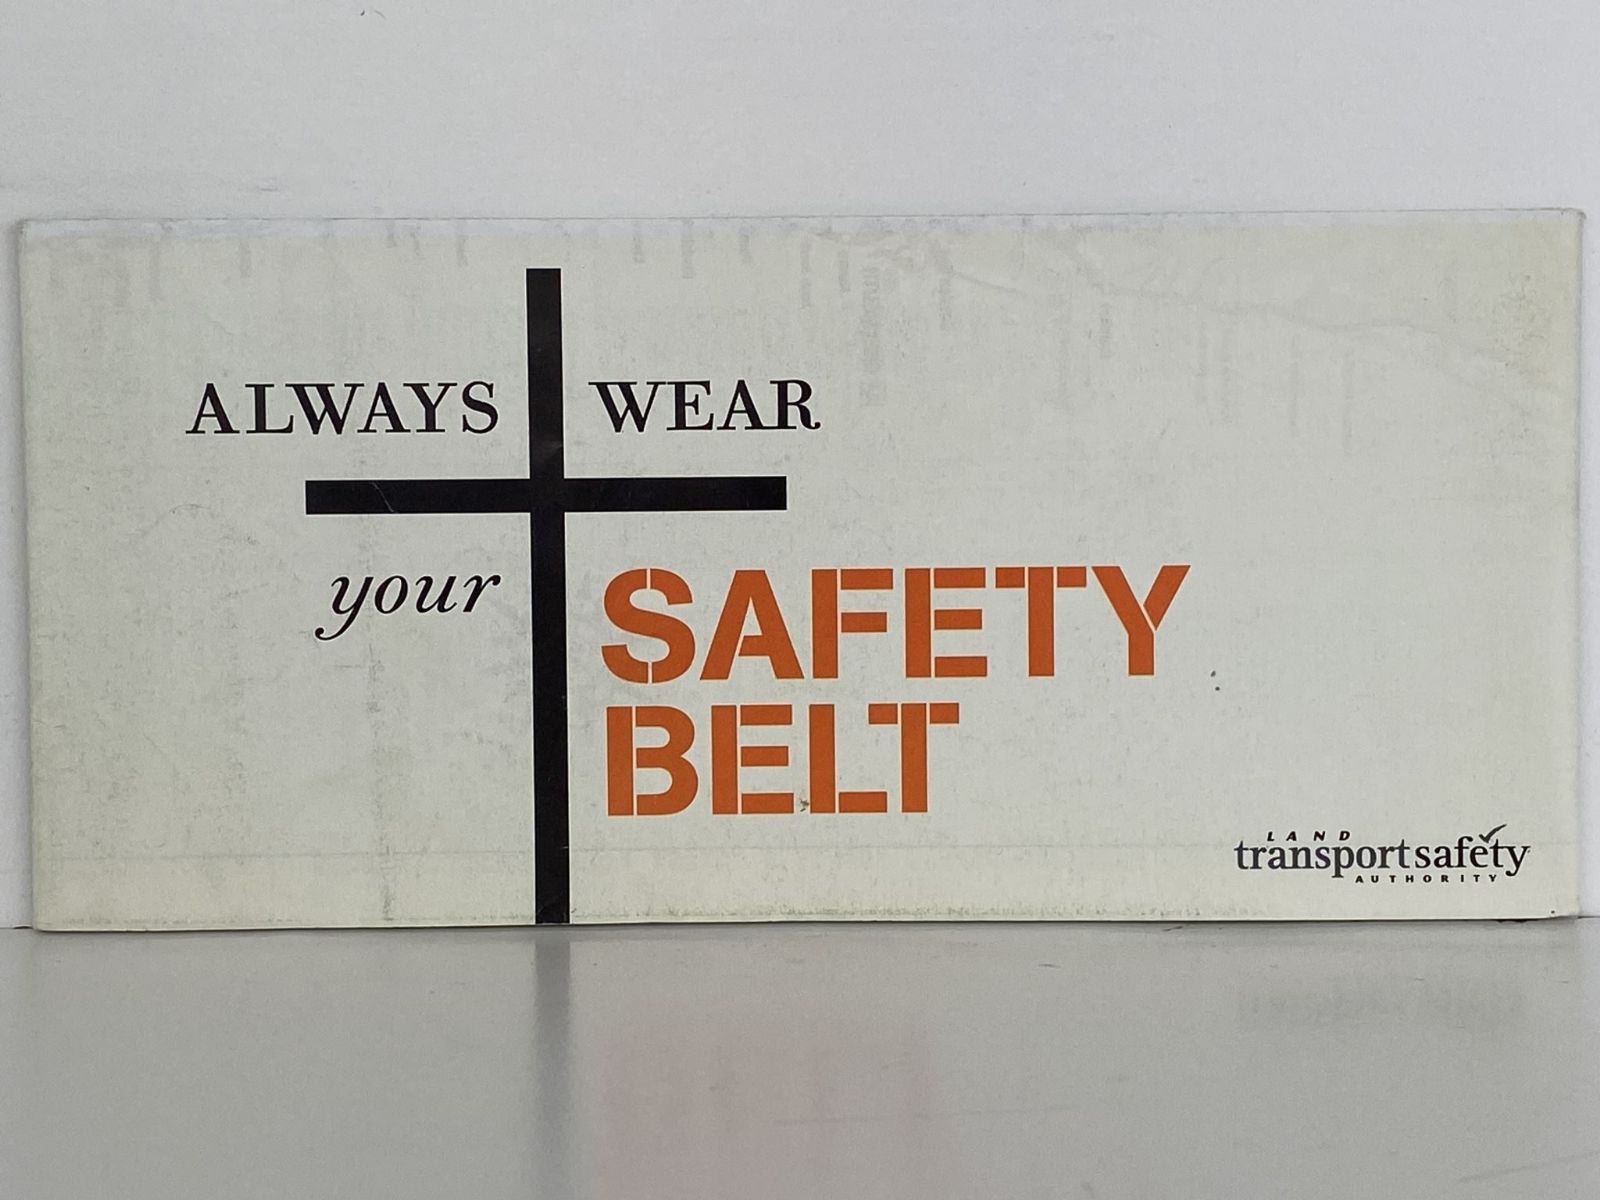 ALWAYS WEAR
your SAFETY
BELT
LAND
transportsafety
AUTHORITY